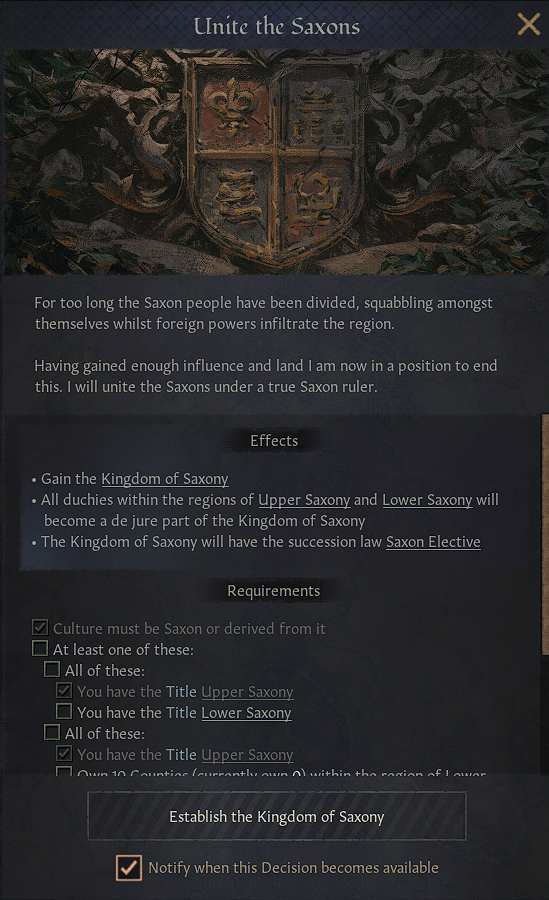 Unite the Saxons
For too long the Saxon people have been divided, squabbling amongst
themselves whilst foreign powers infiltrate the region.
Having gained enough influence and land I am now in a position to end
this. I will unite the Saxons under a true Saxon ruler.
Effects
• Gain the Kingdom of Saxony
• All duchies within the regions of Upper Saxony and Lower Saxony will
become a de jure part of the Kingdom of Saxony
• The Kingdom of Saxony will have the succession law Saxon Elective
Requirements
Culture must be Saxon or derived from it
At least one of these:
All of these:
You have the Title Upper Saxony
You have the Title Lower Saxony
All of these:
You have the Title Upper Saxony
Own 10 Counties (currently own 0) within the region of Lower
Establish the Kingdom of Saxony
Notify when this Decision becomes available